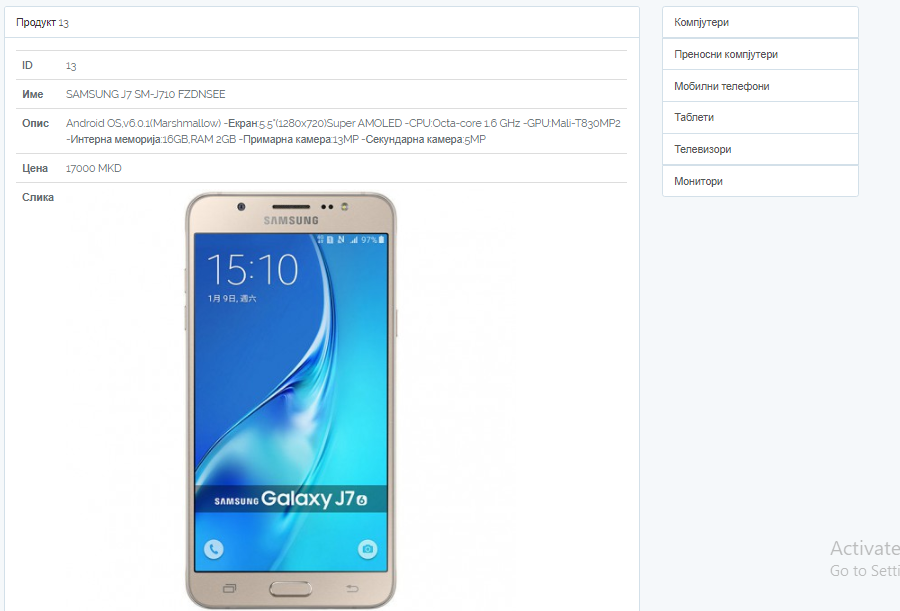 Продукт 13
ID 13
Име SAMSUNG J7 SM-J710 FZDNSEE
Опис Android OS,v6.0.1(Marshmallow) -Екран:5.5"(1280x720)Super AMOLED -CPU:Octa-core 1.6 GHz -GPU:Mali-T830MP2
-Интерна меморија:16GB,RAM 2GB -Примарна камера:13MP -Секундарна камера:5MP
Цена 17000 MKD
Слика
SAMSUNG
97%
15:10
1月9日, 週六
SAMSUNG Galaxy J7 6
Компјутери
Преносни компјутери
Мобилни телефони
Таблети
Телевизори
Монитори
Activate
Go to Setti